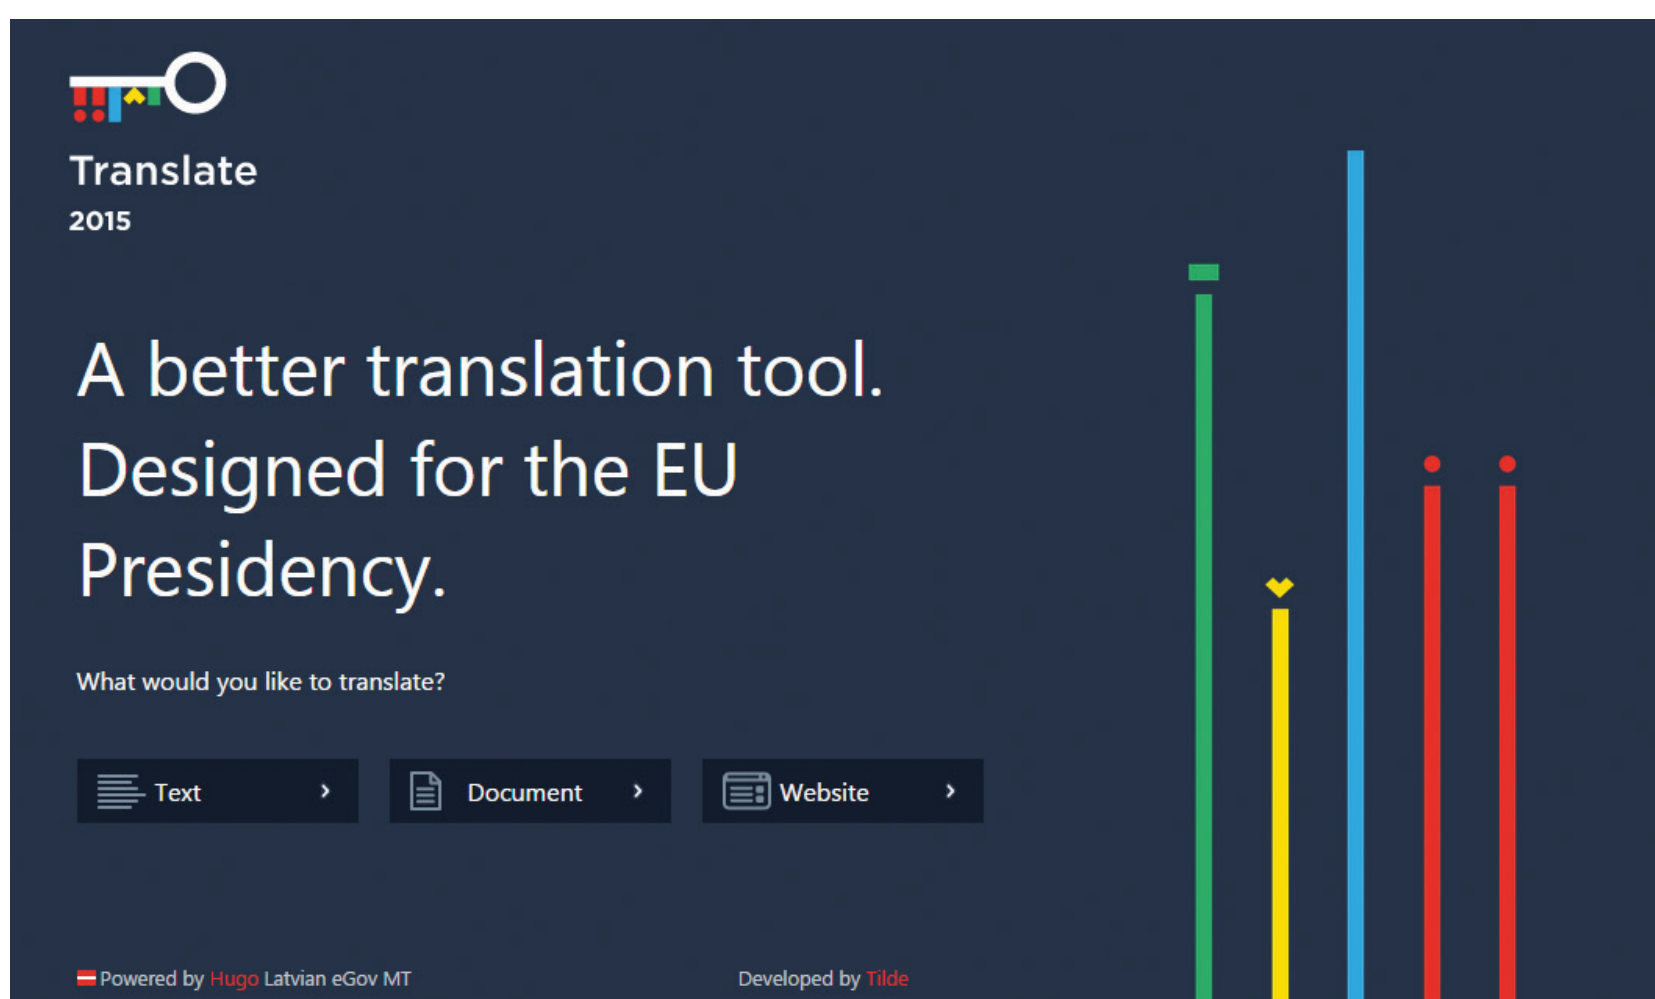 Translate
2015
A better translation tool.
Designed for the EU
Presidency.
What would you like to translate?
Text
Document
Website
Powered by Hugo Latvian eGov MT
Developed by Tilde